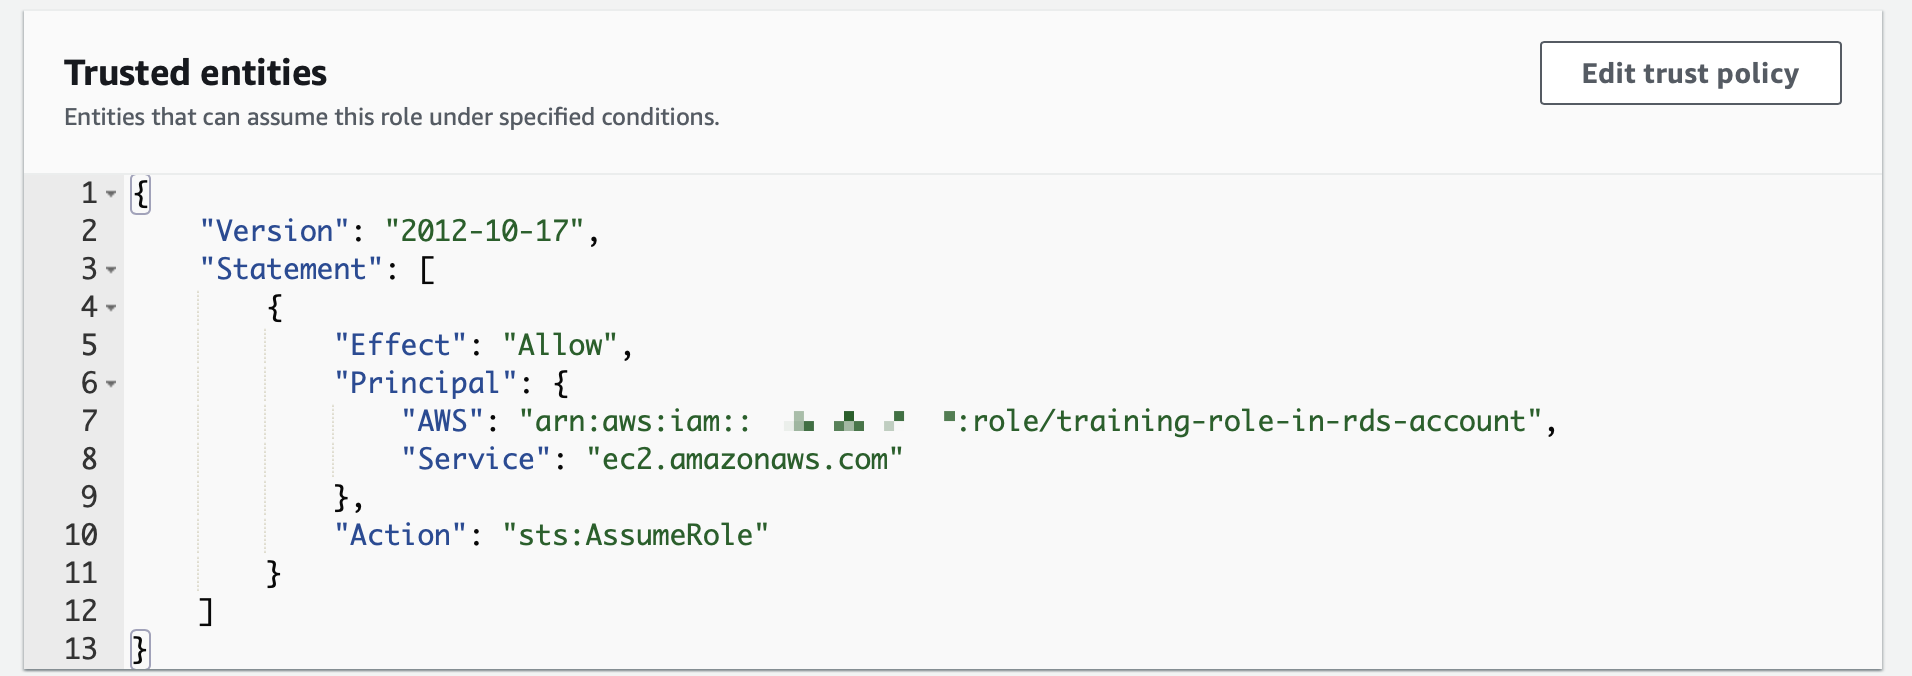 Trusted entities
Edit trust policy
Entities that can assume this role under specified conditions.
1 {
2 "Version": "2012-10-17",
3 "Statement": [
4 {
5 "Effect": "Allow",
6 "Principal": {
7 "AWS": "arn:aws:iam:: :role/training-role-in-rds-account",
8 "Service": "ec2.amazonaws.com"
9 },
10 "Action": "sts:AssumeRole"
11 }
12 ]
13 }